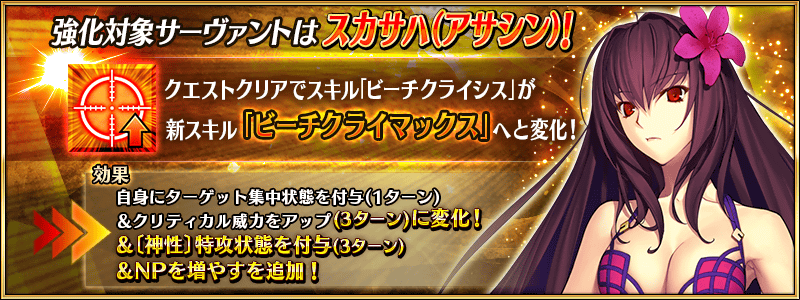 強化対象サーヴァントはスカサハ(アサシン)!
クエストクリアでスキル「ビーチクライシス」が
新スキル「ビーチクライマックス」へと変化!
効果
自身にターゲット集中状態を付与(1ターン)
&クリティカル威力をアップ(3ターン)に変化!
&〔神性〕特攻状態を付与(3ターン)
&NPを増やすを追加!